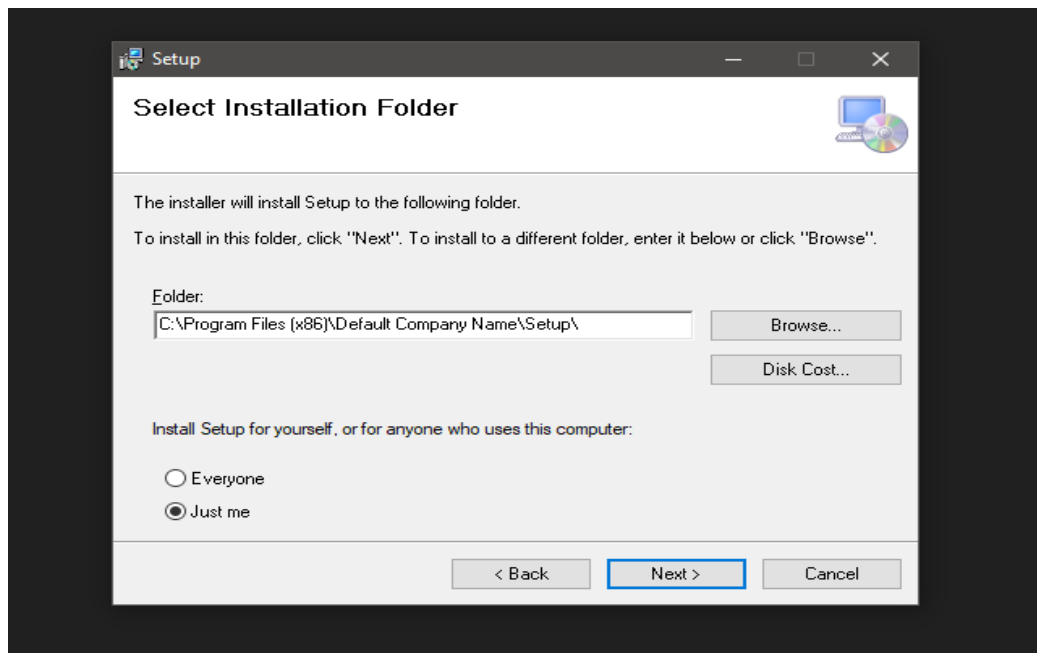 Setup
Select Installation Folder
The installer will install Setup to the following folder.
To install in this folder, click "Next". To install to a different folder, enter it below or click "Browse".
Folder:
C:\Program Files (x86)\Default Company Name\Setup\
Browse...
Disk Cost...
Install Setup for yourself, or for anyone who uses this computer:
Everyone
Just me
< Back
Next >
Cancel